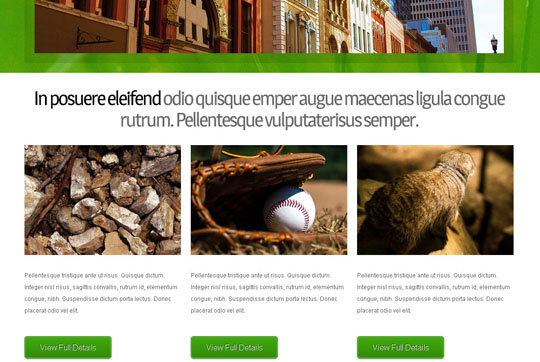 In posuere eleifend odio quisque emper augue maecenas ligula congue
rutrum. Pellentesque vulputaterisus semper.
Pellentesque tristique ante ut risus. Quisque dictum.
Integer nisl risus, sagittis convallis, rutrum id, elementum
congue, nibh. Suspendisse dictum porta lectus. Donec
placerat odio vel elit.
View Full Details
Pellentesque tristique ante ut risus. Quisque dictum.
Integer nisl risus, sagittis convallis, rutrum id, elementum
congue, nibh. Suspendisse dictum porta lectus. Donec
placerat odio vel elit.
View Full Details
Pellentesque tristique ante ut risus. Quisque dictum.
Integer nisl risus, sagittis convallis, rutrum id, elementum
congue, nibh. Suspendisse dictum porta lectus. Donec
placerat odio vel elit.
View Full Details